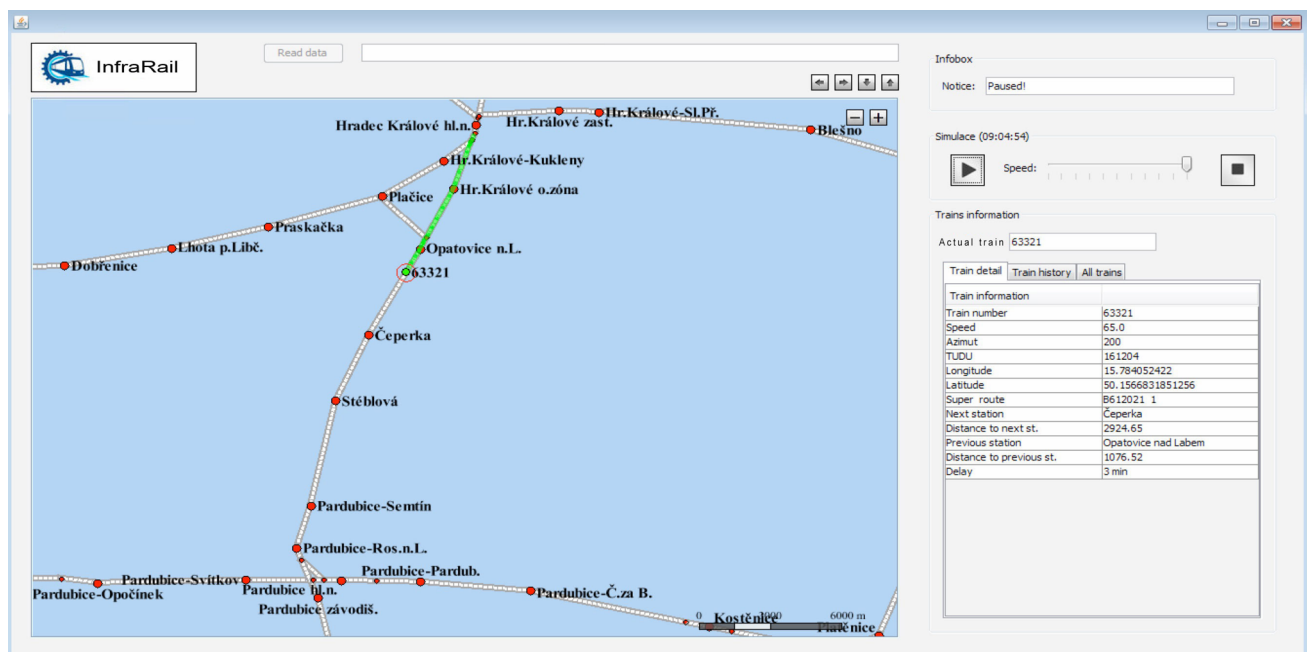 InfraRail
Read data
Infobox
Notice: Paused!
Simulace (09:04:54)
Speed:
Trains information
Actual train 63321
Train detail Train history All trains
Train information
Train number 63321
Speed 65.0
Azimut 200
TUDU 161204
Longitude 15.784052422
Latitude 50.1566831851256
Super route B612021 1
Next station Čeperka
Distance to next st. 2924.65
Previous station Opatovice nad Labem
Distance to previous st. 1076.52
Delay 3 min
Hr.Králové-Sl.Př.
Hradec Králové hl.n.
Hr.Králové zast.
Blešno
Hr.Králové-Kukleny
Hr.Králové o.zóna
Plačice
Praskačka
Lhota p.Libč.
Opatovice n.L.
Dobřenice
63321
Čeperka
Stéblová
Pardubice-Semtín
Pardubice-Ros.n.L.
Pardubice-Pardub.
Pardubice-Svítkov
Pardubice-Opočínek
Pardubice hl.n.
Pardubice-Č.za B.
Pardubice závodiš.
0 6000 m
Kostěnice